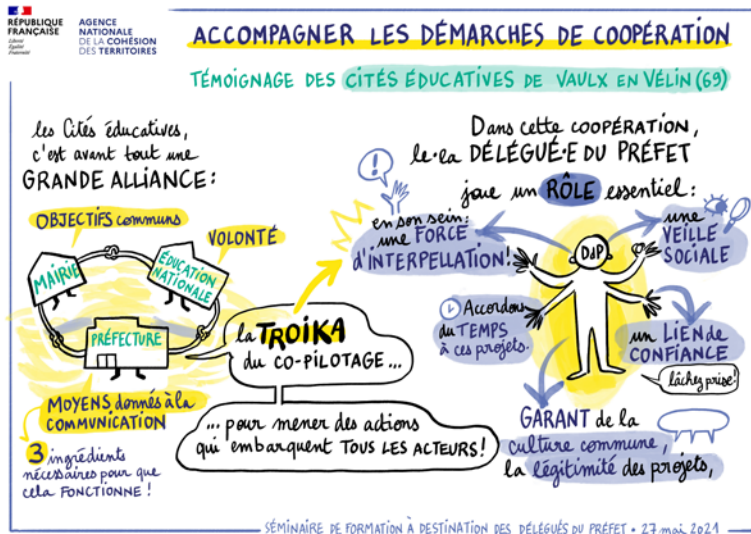 RÉPUBLIQUE
FRANÇAISE
Liberté
Égalité
Fraternité
AGENCE
NATIONALE
DE LA COHÉSION
DES TERRITOIRES
ACCOMPAGNER LES DÉMARCHES DE COOPÉRATION
TÉMOIGNAGE DES CITÉS ÉDUCATIVES DE VAULX EN VÉLIN (69)
les Cités éducatives,
c'est avant tout une
GRANDE ALLIANCE :
OBJECTIFS communs
VOLONTÉ
MAIRIE
ÉDUCATION
NATIONALE
PRÉFECTURE
MOYENS donnés à la
COMMUNICATION
3 ingrédients
nécessaires pour que
cela FONCTIONNE !
la TROIKA
du CO-PILOTAGE ...
... pour mener des actions
qui embarquent TOUS LES ACTEURS !
Dans cette COOPÉRATION,
le·la DÉLÉGUÉ·E DU PRÉFET
joue un RÔLE essentiel :
!
en son sein :
une FORCE
d'INTERPELLATION !
DdP
une
VEILLE
SOCIALE
Accordons
du TEMPS
à ces projets.
un LIEN de
CONFIANCE
lâchez prise !
GARANT de la
culture commune,
la légitimité des projets,
SÉMINAIRE DE FORMATION À DESTINATION DES DÉLÉGUÉS DU PRÉFET • 27 mai 2021